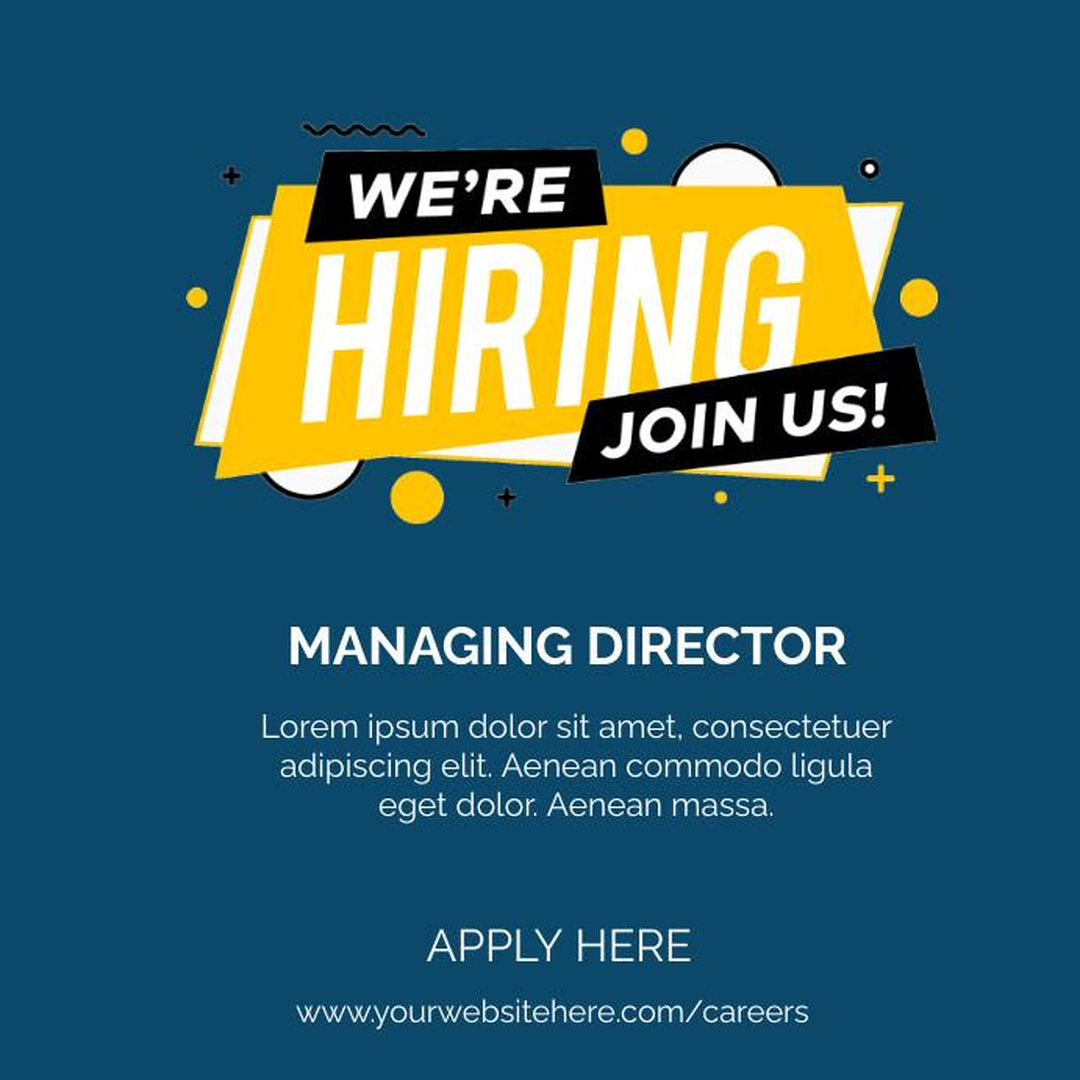 WE'RE
HIRING
JOIN US!
MANAGING DIRECTOR
Lorem ipsum dolor sit amet, consectetuer
adipiscing elit. Aenean commodo ligula
eget dolor. Aenean massa.
APPLY HERE
www.yourwebsitehere.com/careers